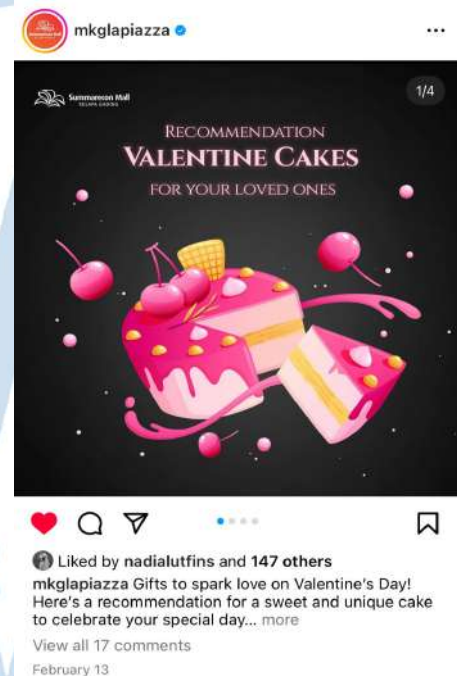 mkglapiazza
1/4
Summarecon Mall
KELAPA GADING
RECOMMENDATION
VALENTINE CAKES
FOR YOUR LOVED ONES
Liked by nadialutfins and 147 others
mkglapiazza Gifts to spark love on Valentine's Day!
Here's a recommendation for a sweet and unique cake
to celebrate your special day... more
View all 17 comments
February 13